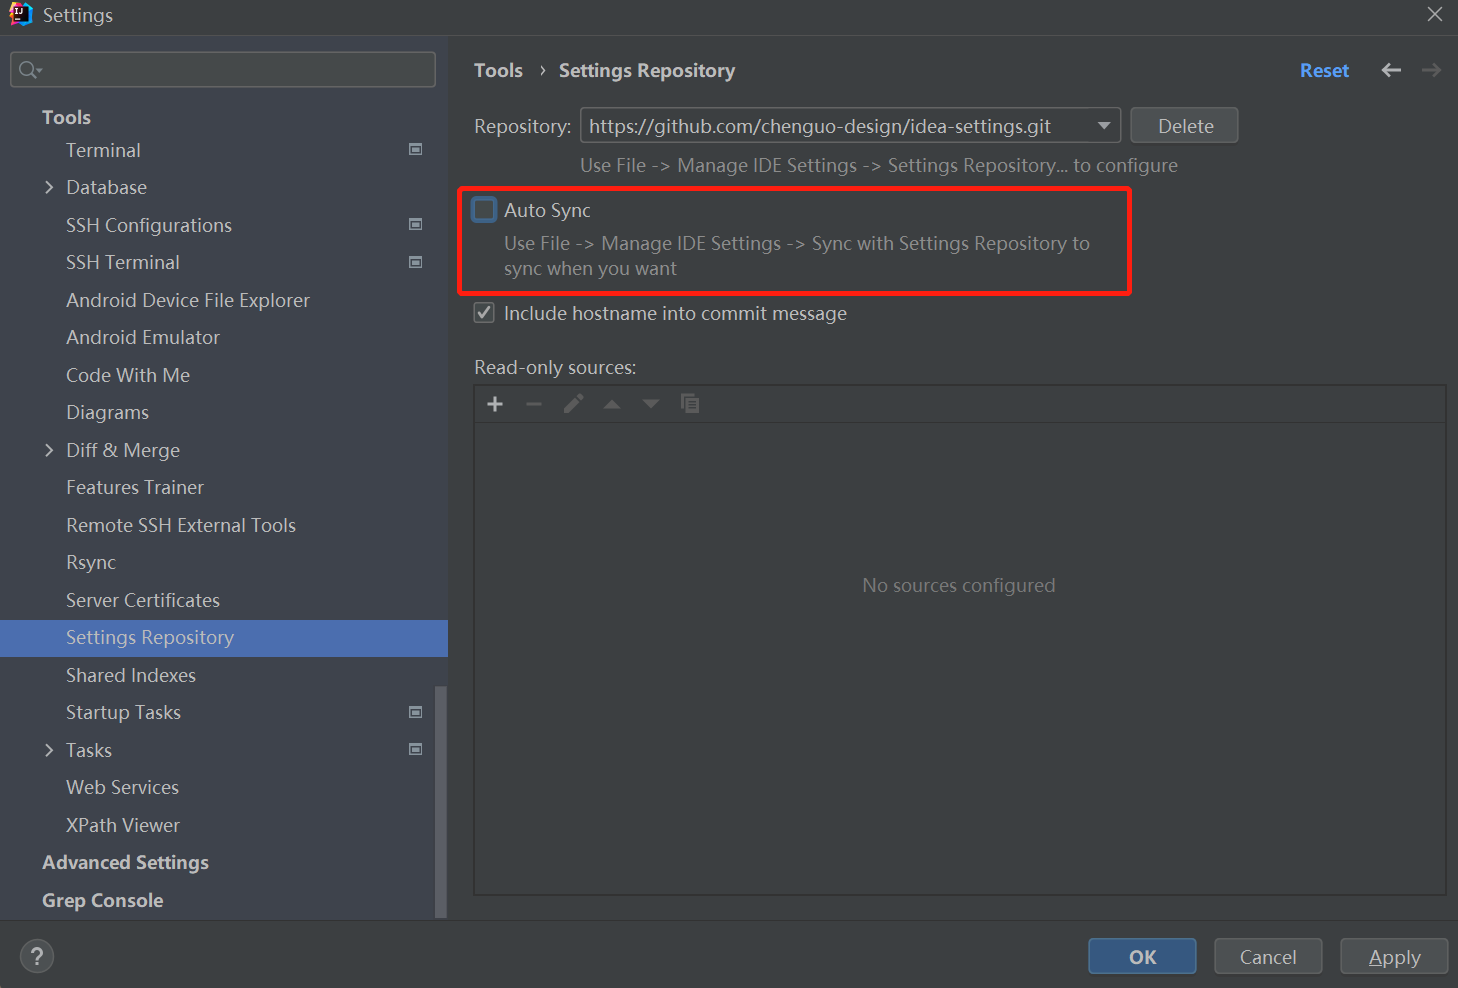 Settings
Tools › Settings Repository
Reset
Tools
Terminal
Database
SSH Configurations
SSH Terminal
Android Device File Explorer
Android Emulator
Code With Me
Diagrams
Diff & Merge
Features Trainer
Remote SSH External Tools
Rsync
Server Certificates
Settings Repository
Shared Indexes
Startup Tasks
Tasks
Web Services
XPath Viewer
Advanced Settings
Grep Console
Repository: https://github.com/chenguo-design/idea-settings.git Delete
Use File -> Manage IDE Settings -> Settings Repository... to configure
Auto Sync
Use File -> Manage IDE Settings -> Sync with Settings Repository to
sync when you want
Include hostname into commit message
Read-only sources:
No sources configured
?
OK Cancel Apply